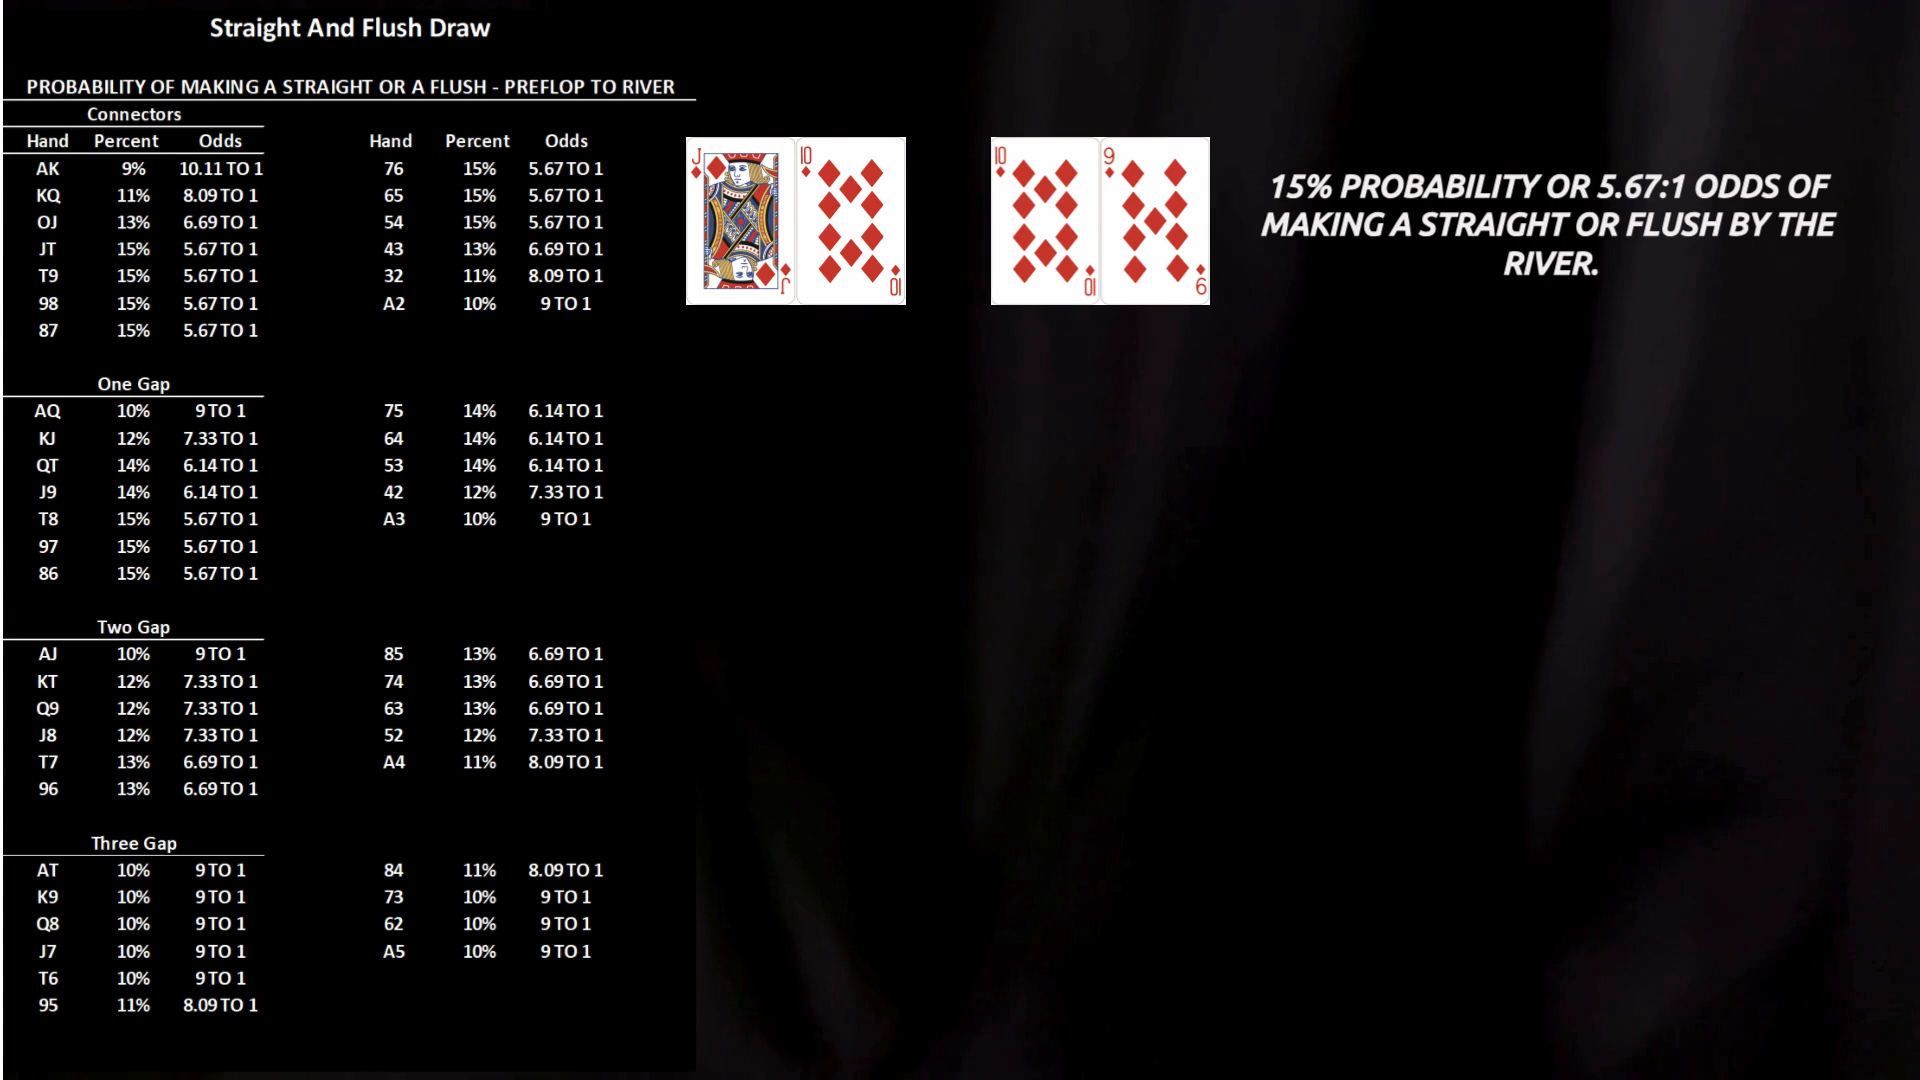 Straight And Flush Draw
PROBABILITY OF MAKING A STRAIGHT OR A FLUSH - PREFLOP TO RIVER
Connectors
Hand Percent Odds Hand Percent Odds
AK 9% 10.11 TO 1 76 15% 5.67 TO 1
KQ 11% 8.09 TO 1 65 15% 5.67 TO 1
OJ 13% 6.69 TO 1 54 15% 5.67 TO 1
JT 15% 5.67 TO 1 43 13% 6.69 TO 1
T9 15% 5.67 TO 1 32 11% 8.09 TO 1
98 15% 5.67 TO 1 A2 10% 9 TO 1
87 15% 5.67 TO 1
One Gap
AQ 10% 9 TO 1 75 14% 6.14 TO 1
KJ 12% 7.33 TO 1 64 14% 6.14 TO 1
QT 14% 6.14 TO 1 53 14% 6.14 TO 1
J9 14% 6.14 TO 1 42 12% 7.33 TO 1
T8 15% 5.67 TO 1 A3 10% 9 TO 1
97 15% 5.67 TO 1
86 15% 5.67 TO 1
Two Gap
AJ 10% 9 TO 1 85 13% 6.69 TO 1
KT 12% 7.33 TO 1 74 13% 6.69 TO 1
Q9 12% 7.33 TO 1 63 13% 6.69 TO 1
J8 12% 7.33 TO 1 52 12% 7.33 TO 1
T7 13% 6.69 TO 1 A4 11% 8.09 TO 1
96 13% 6.69 TO 1
Three Gap
AT 10% 9 TO 1 84 11% 8.09 TO 1
K9 10% 9 TO 1 73 10% 9 TO 1
Q8 10% 9 TO 1 62 10% 9 TO 1
J7 10% 9 TO 1 A5 10% 9 TO 1
T6 10% 9 TO 1
95 11% 8.09 TO 1
J 10 10 9
J 10 10 9
15% PROBABILITY OR 5.67:1 ODDS OF
MAKING A STRAIGHT OR FLUSH BY THE
RIVER.